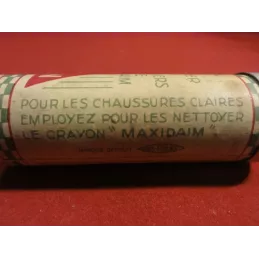 POUR LES CHAUSSURES CLAIRES
EMPLOYEZ POUR LES NETTOYER
LE CRAYON "MAXIDAIM"